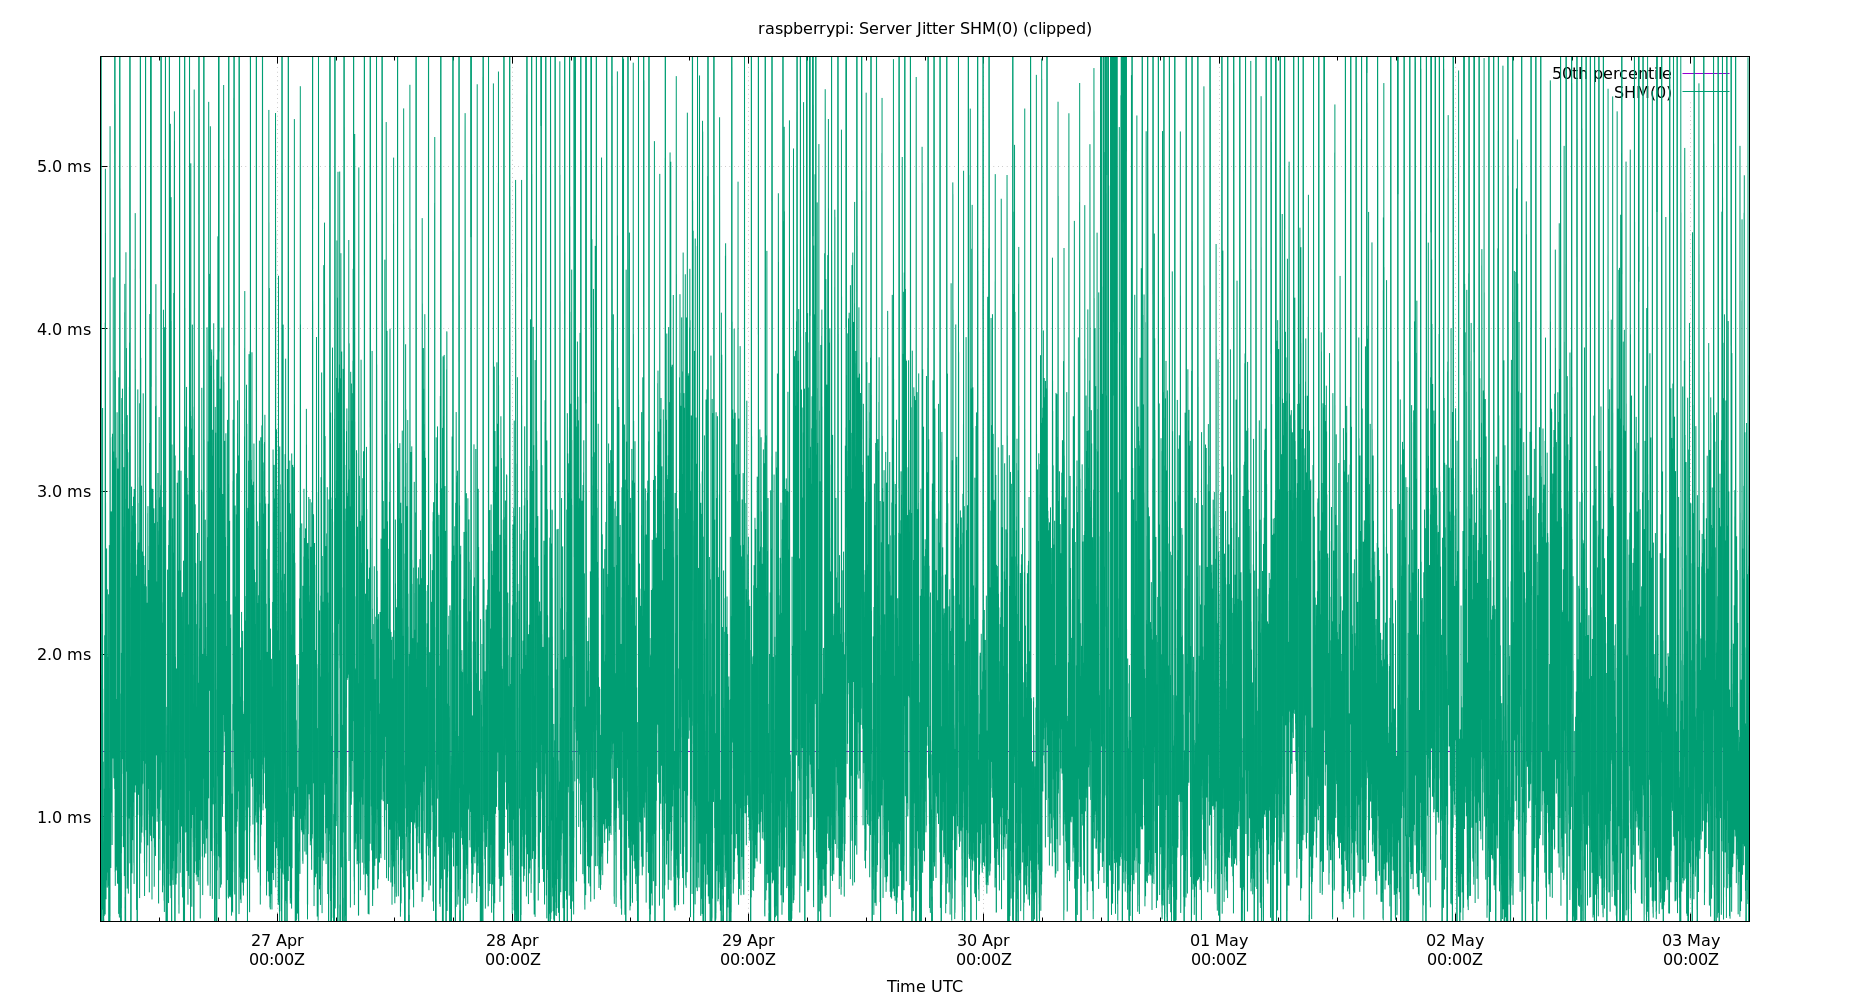 raspberrypi: Server Jitter SHM(0) (clipped)
50th percentile
SHM(0)
5.0 ms
4.0 ms
3.0 ms
2.0 ms
1.0 ms
27 Apr
00:00Z
28 Apr
00:00Z
29 Apr
00:00Z
30 Apr
00:00Z
01 May
00:00Z
02 May
00:00Z
03 May
00:00Z
Time UTC